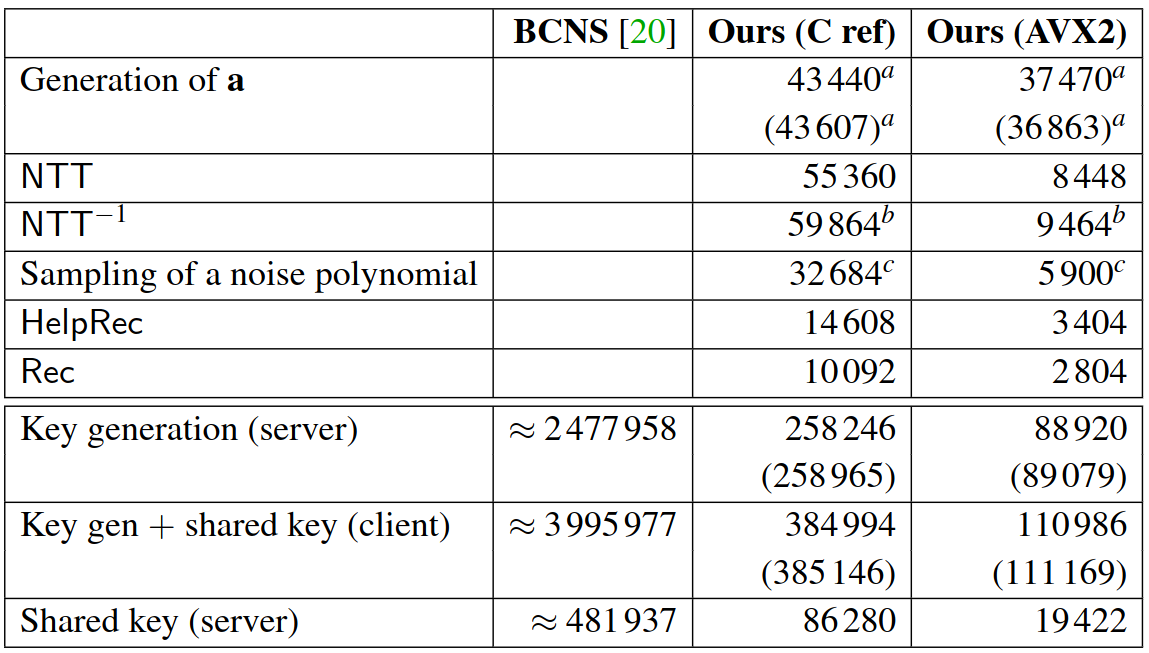 BCNS [20] Ours (C ref) Ours (AVX2)
Generation of a 43 440^a 37 470^a
(43 607)^a (36 863)^a
NTT 55 360 8 448
NTT^−1 59 864^b 9 464^b
Sampling of a noise polynomial 32 684^c 5 900^c
HelpRec 14 608 3 404
Rec 10 092 2 804
Key generation (server) ≈ 2 477 958 258 246 88 920
(258 965) (89 079)
Key gen + shared key (client) ≈ 3 995 977 384 994 110 986
(385 146) (111 169)
Shared key (server) ≈ 481 937 86 280 19 422